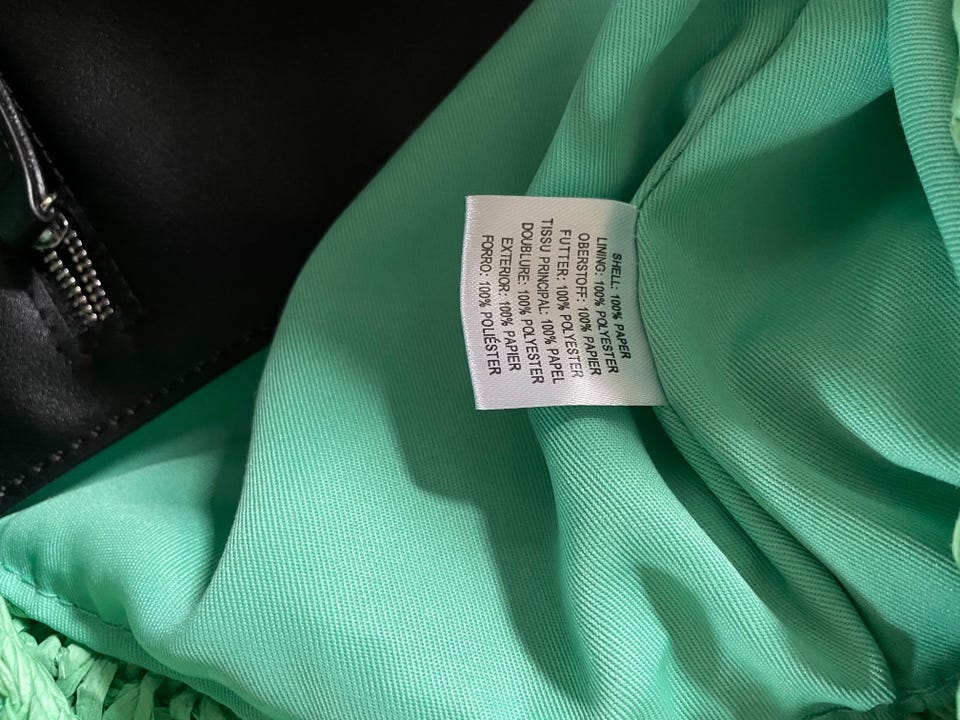 SHELL: 100% PAPER
LINING: 100% POLYESTER
OBERSTOFF: 100% PAPIER
FUTTER: 100% POLYESTER
TISSU PRINCIPAL: 100% PAPEL
DOUBLURE: 100% POLYESTER
EXTERIOR: 100% PAPIER
FORRO: 100% POLIÉSTER